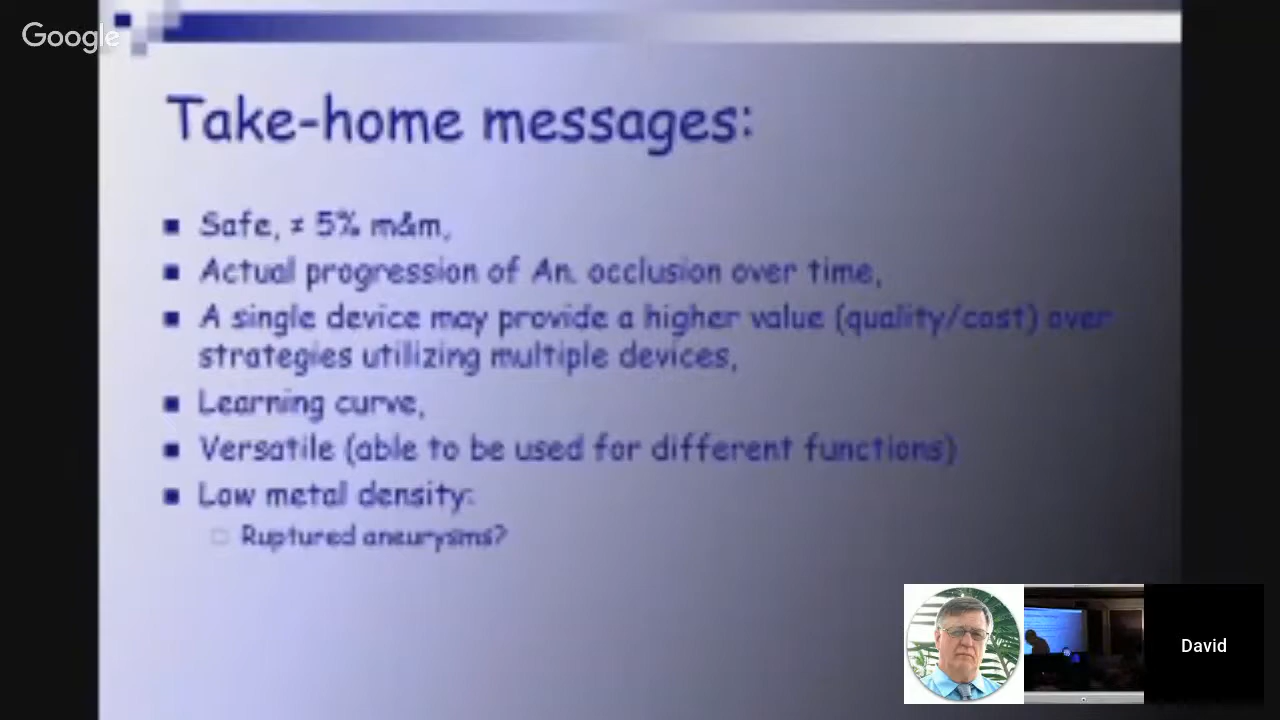 Google
Take-home messages:
Safe, ≠ 5% m&m,
Actual progression of An. occlusion over time,
A single device may provide a higher value (quality/cost) over
strategies utilizing multiple devices,
Learning curve,
Versatile (able to be used for different functions)
Low metal density:
Ruptured aneurysms?
David